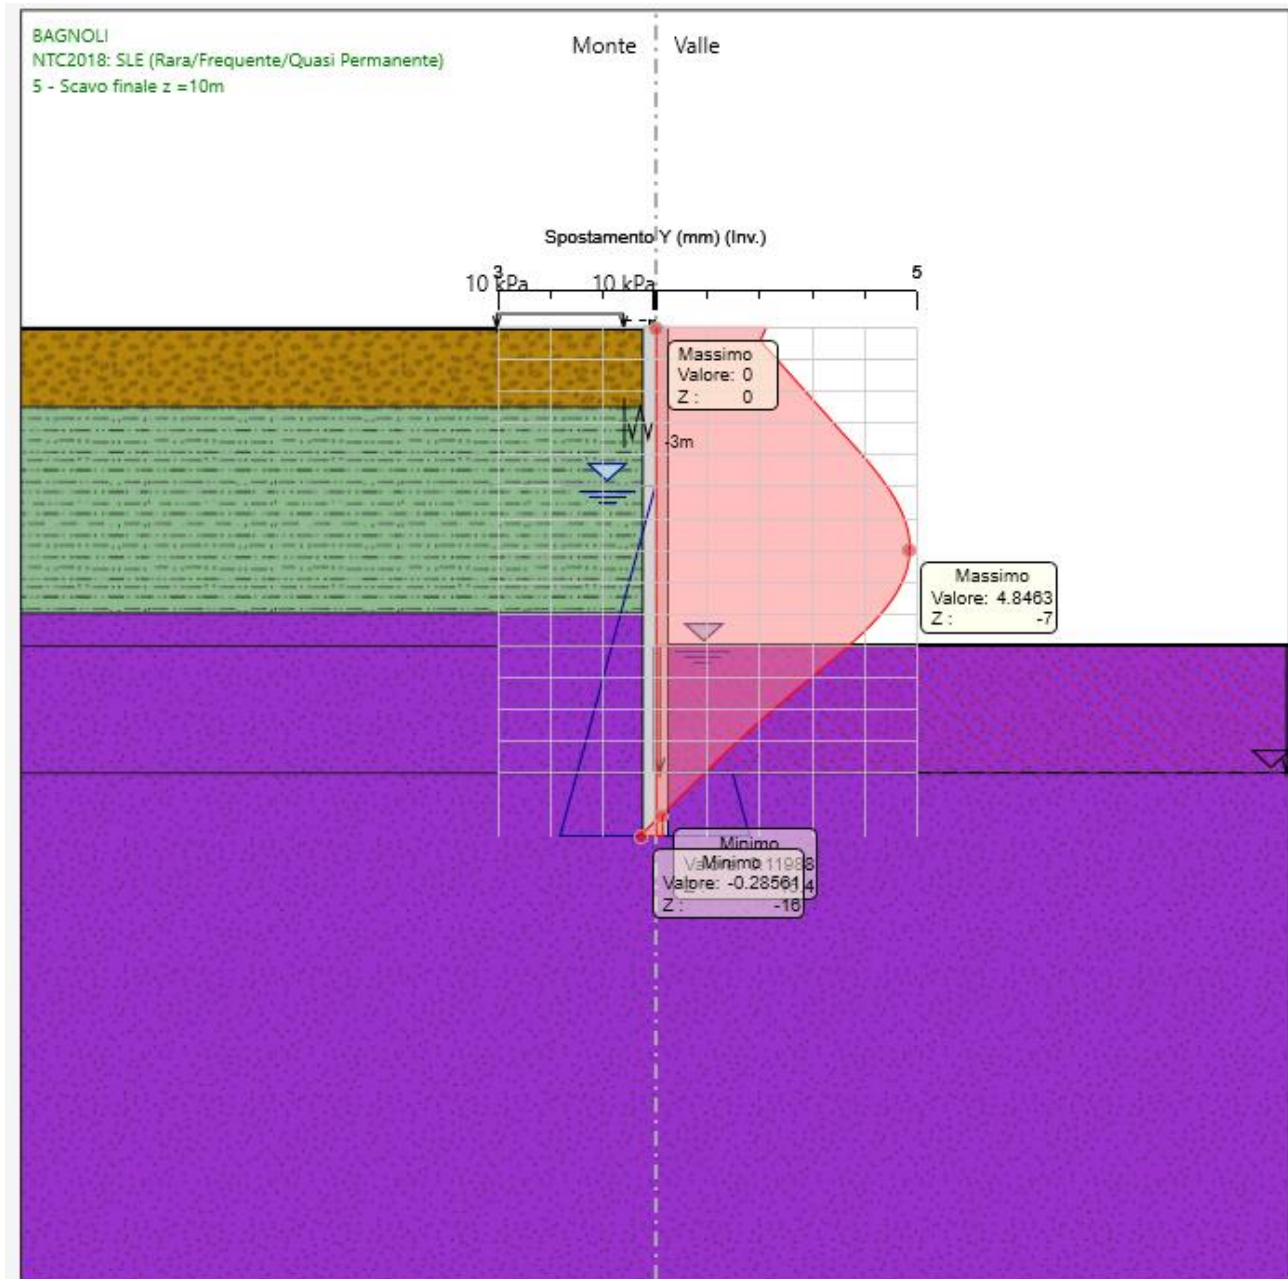 BAGNOLI
NTC2018: SLE (Rara/Frequente/Quasi Permanente)
5 - Scavo finale z =10m
Monte Valle
Spostamento Y (mm) (Inv.)
3 5
10 kPa 10 kPa
Massimo
Valore: 0
Z : 0
-3m
Massimo
Valore: 4.8463
Z : -7
Minimo
Minimo
Valore: -0.28561
Z : -16